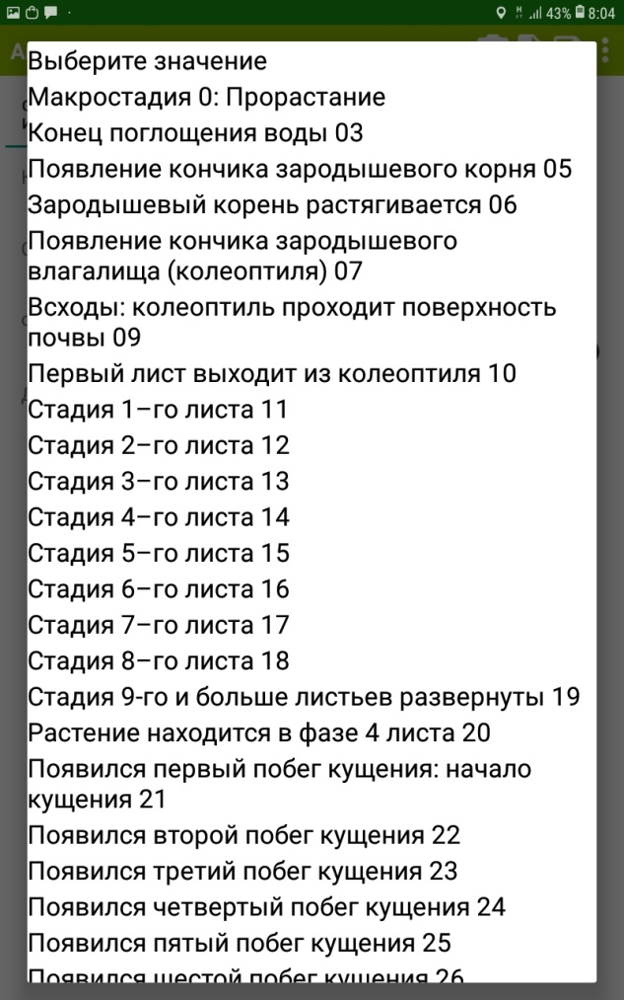 43% 8:04
Выберите значение
Макростадия 0: Прорастание
Конец поглощения воды 03
Появление кончика зародышевого корня 05
Зародышевый корень растягивается 06
Появление кончика зародышевого
влагалища (колеоптиля) 07
Всходы: колеоптиль проходит поверхность
почвы 09
Первый лист выходит из колеоптиля 10
Стадия 1–го листа 11
Стадия 2–го листа 12
Стадия 3–го листа 13
Стадия 4–го листа 14
Стадия 5–го листа 15
Стадия 6–го листа 16
Стадия 7–го листа 17
Стадия 8–го листа 18
Стадия 9-го и больше листьев развернуты 19
Растение находится в фазе 4 листа 20
Появился первый побег кущения: начало
кущения 21
Появился второй побег кущения 22
Появился третий побег кущения 23
Появился четвертый побег кущения 24
Появился пятый побег кущения 25
Появился шестой побег кущения 26